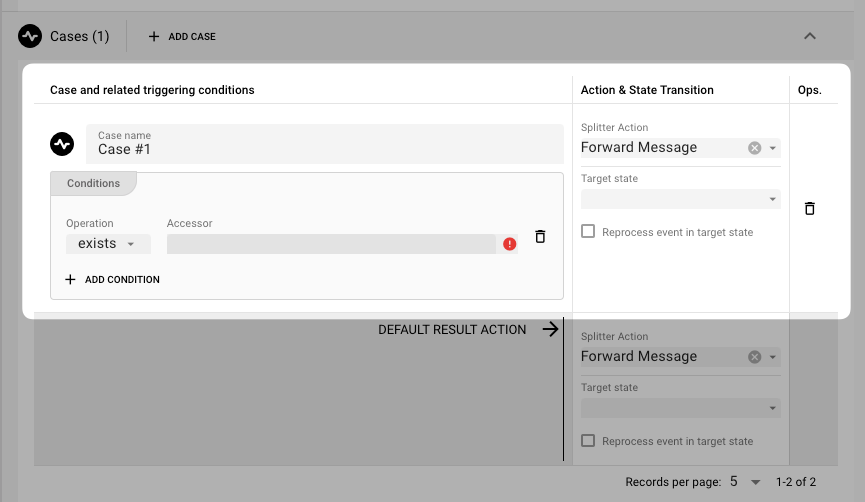 Cases (1)
ADD CASE
Case and related triggering conditions
Action & State Transition
Ops.
Case name
Case #1
Splitter Action
Forward Message
Target state
Reprocess event in target state
Conditions
Operation
Accessor
exists
ADD CONDITION
DEFAULT RESULT ACTION
Splitter Action
Forward Message
Target state
Reprocess event in target state
Records per page: 5 1-2 of 2